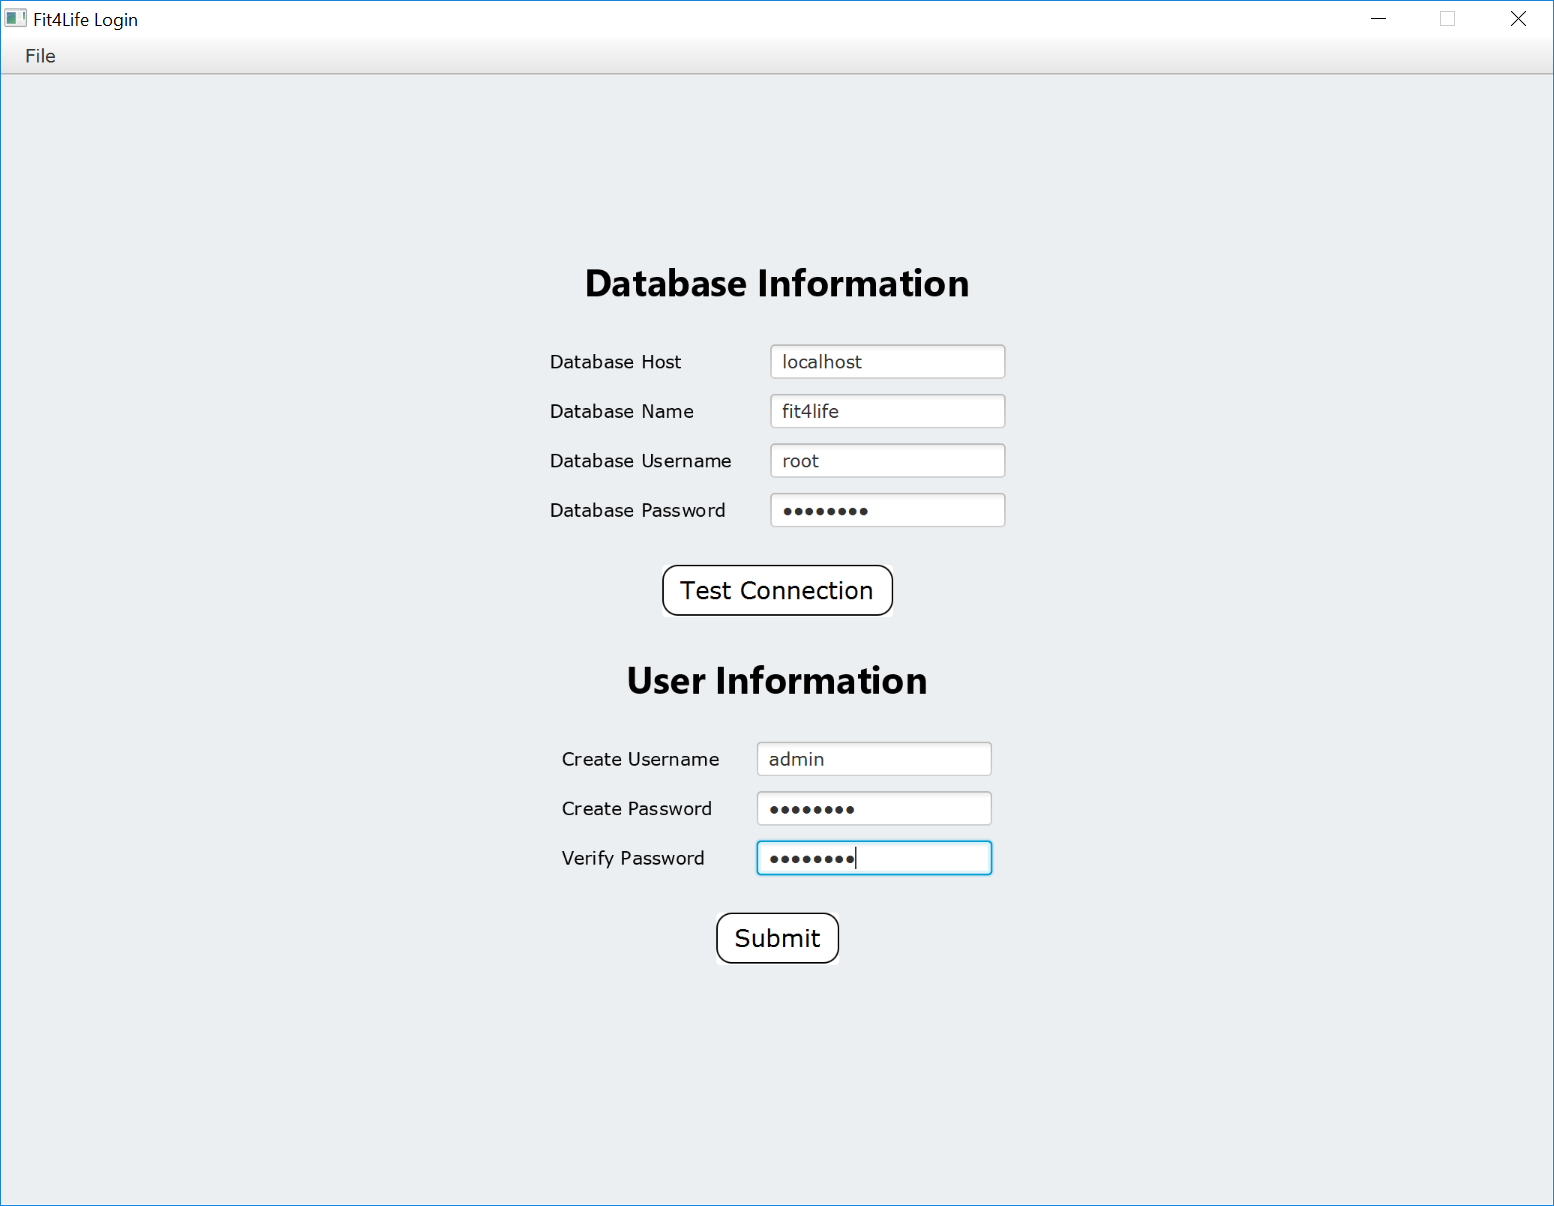 Fit4Life Login
File
Database Information
Database Host localhost
Database Name fit4life
Database Username root
Database Password ●●●●●●●●
Test Connection
User Information
Create Username admin
Create Password ●●●●●●●●
Verify Password ●●●●●●●●
Submit